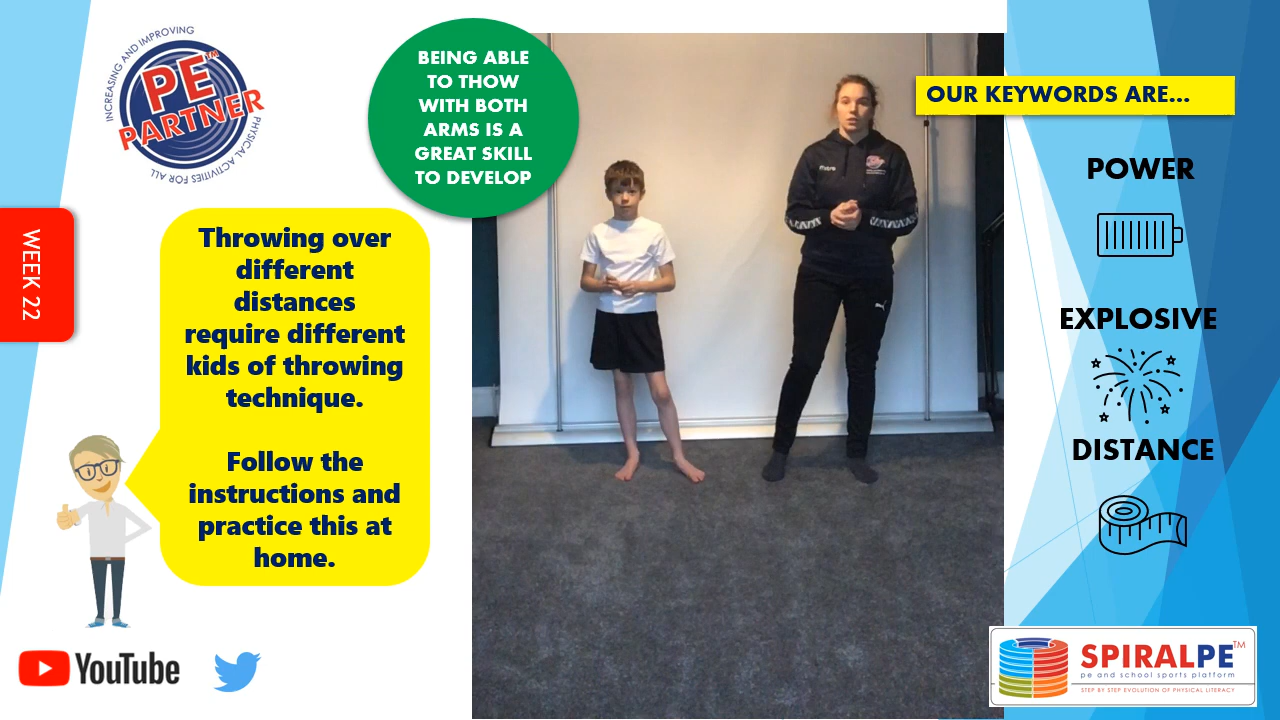 INCREASING AND IMPROVING
PE™
PARTNER
PHYSICAL ACTIVITIES FOR ALL
BEING ABLE
TO THOW
WITH BOTH
ARMS IS A
GREAT SKILL
TO DEVELOP
OUR KEYWORDS ARE...
POWER
EXPLOSIVE
DISTANCE
WEEK 22
Throwing over
different
distances
require different
kids of throwing
technique.
Follow the
instructions and
practice this at
home.
YouTube
SPIRALPE™
pe and school sports platform
STEP BY STEP EVOLUTION OF PHYSICAL LITERACY